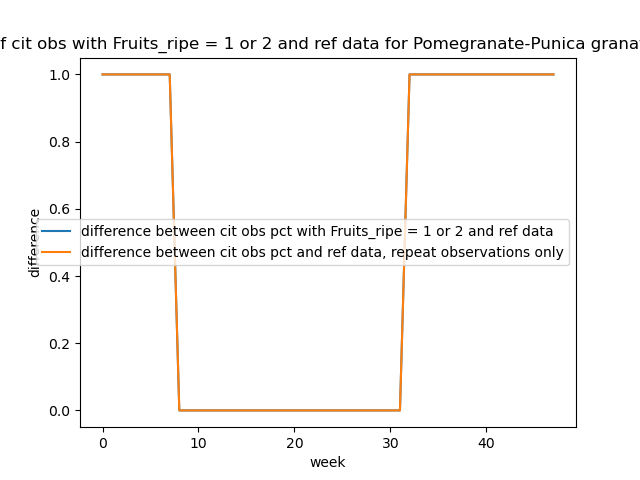 f cit obs with Fruits_ripe = 1 or 2 and ref data for Pomegranate-Punica grana
1.0
0.8
0.6
0.4
0.2
0.0
difference
difference between cit obs pct with Fruits_ripe = 1 or 2 and ref data
difference between cit obs pct and ref data, repeat observations only
0 10 20 30 40
week